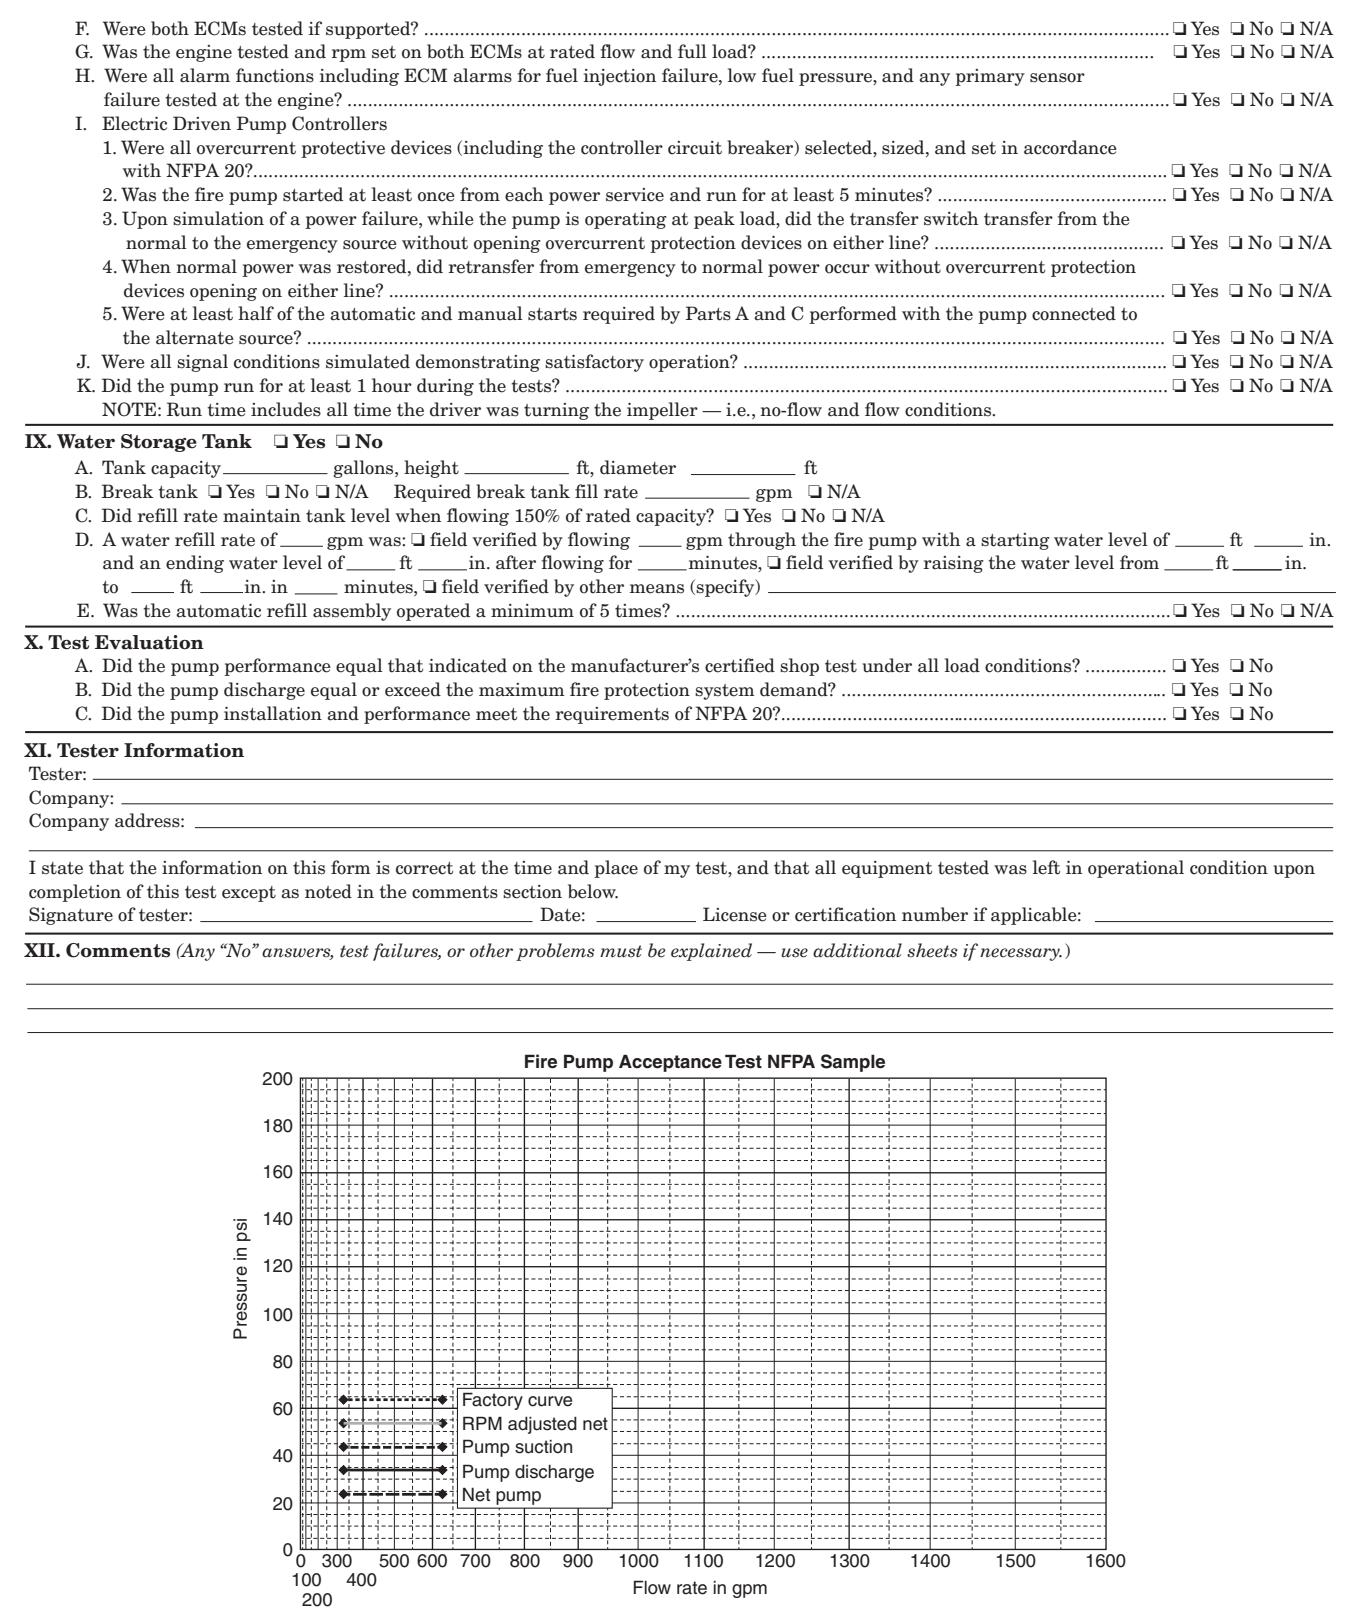 F. Were both ECMs tested if supported? ❏ Yes ❏ No ❏ N/A
G. Was the engine tested and rpm set on both ECMs at rated flow and full load? ❏ Yes ❏ No ❏ N/A
H. Were all alarm functions including ECM alarms for fuel injection failure, low fuel pressure, and any primary sensor
failure tested at the engine? ❏ Yes ❏ No ❏ N/A
I. Electric Driven Pump Controllers
1. Were all overcurrent protective devices (including the controller circuit breaker) selected, sized, and set in accordance
with NFPA 20? ❏ Yes ❏ No ❏ N/A
2. Was the fire pump started at least once from each power service and run for at least 5 minutes? ❏ Yes ❏ No ❏ N/A
3. Upon simulation of a power failure, while the pump is operating at peak load, did the transfer switch transfer from the
normal to the emergency source without opening overcurrent protection devices on either line? ❏ Yes ❏ No ❏ N/A
4. When normal power was restored, did retransfer from emergency to normal power occur without overcurrent protection
devices opening on either line? ❏ Yes ❏ No ❏ N/A
5. Were at least half of the automatic and manual starts required by Parts A and C performed with the pump connected to
the alternate source? ❏ Yes ❏ No ❏ N/A
J. Were all signal conditions simulated demonstrating satisfactory operation? ❏ Yes ❏ No ❏ N/A
K. Did the pump run for at least 1 hour during the tests? ❏ Yes ❏ No ❏ N/A
NOTE: Run time includes all time the driver was turning the impeller — i.e., no-flow and flow conditions.
IX. Water Storage Tank ❏ Yes ❏ No
A. Tank capacity ____ gallons, height ____ ft, diameter ____ ft
B. Break tank ❏ Yes ❏ No ❏ N/A Required break tank fill rate ____ gpm ❏ N/A
C. Did refill rate maintain tank level when flowing 150% of rated capacity? ❏ Yes ❏ No ❏ N/A
D. A water refill rate of ____ gpm was: ❏ field verified by flowing ____ gpm through the fire pump with a starting water level of ____ ft ____ in.
and an ending water level of ____ ft ____ in. after flowing for ____ minutes, ❏ field verified by raising the water level from ____ ft ____ in.
to ____ ft ____ in. in ____ minutes, ❏ field verified by other means (specify) ____
E. Was the automatic refill assembly operated a minimum of 5 times? ❏ Yes ❏ No ❏ N/A
X. Test Evaluation
A. Did the pump performance equal that indicated on the manufacturer's certified shop test under all load conditions? ❏ Yes ❏ No
B. Did the pump discharge equal or exceed the maximum fire protection system demand? ❏ Yes ❏ No
C. Did the pump installation and performance meet the requirements of NFPA 20? ❏ Yes ❏ No
XI. Tester Information
Tester:
Company:
Company address:
I state that the information on this form is correct at the time and place of my test, and that all equipment tested was left in operational condition upon
completion of this test except as noted in the comments section below.
Signature of tester: ____ Date: ____ License or certification number if applicable: ____
XII. Comments (Any “No” answers, test failures, or other problems must be explained — use additional sheets if necessary.)
Fire Pump Acceptance Test NFPA Sample
200
180
160
140
120
100
80
60
40
20
0
Pressure in psi
Factory curve
RPM adjusted net
Pump suction
Pump discharge
Net pump
0 300 500 600 700 800 900 1000 1100 1200 1300 1400 1500 1600
100 400
200
Flow rate in gpm